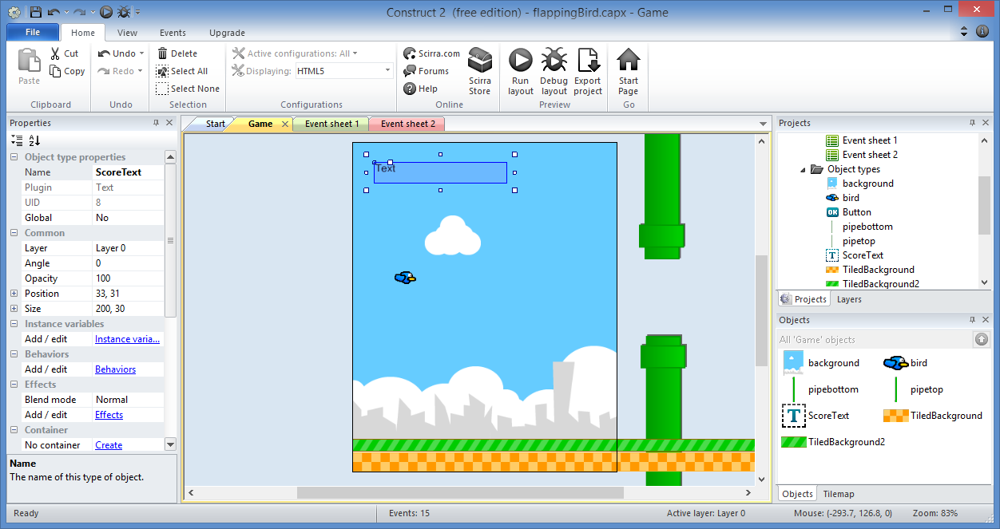 Construct 2 (free edition) - flappingBird.capx - Game
File Home View Events Upgrade
Paste
Cut
Copy
Clipboard
Undo
Redo
Undo
Delete
Select All
Select None
Selection
Active configurations: All
Displaying: HTML5
Configurations
Scirra.com
Forums
Help
Scirra
Store
Online
Run
layout
Debug
layout
Export
project
Preview
Start
Page
Go
Properties
Object type properties
Name ScoreText
Plugin Text
UID 8
Global No
Common
Layer Layer 0
Angle 0
Opacity 100
Position 33, 31
Size 200, 30
Instance variables
Add / edit Instance varia...
Behaviors
Add / edit Behaviors
Effects
Blend mode Normal
Add / edit Effects
Container
No container Create
Name
The name of this type of object.
Start Game Event sheet 1 Event sheet 2
Text
Projects
Event sheet 1
Event sheet 2
Object types
background
bird
OK Button
pipebottom
pipetop
T ScoreText
TiledBackground
TiledBackground2
Projects Layers
Objects
All 'Game' objects
background bird
pipebottom pipetop
T ScoreText TiledBackground
TiledBackground2
Objects Tilemap
Ready Events: 15 Active layer: Layer 0 Mouse: (-293.7, 126.8, 0) Zoom: 83%